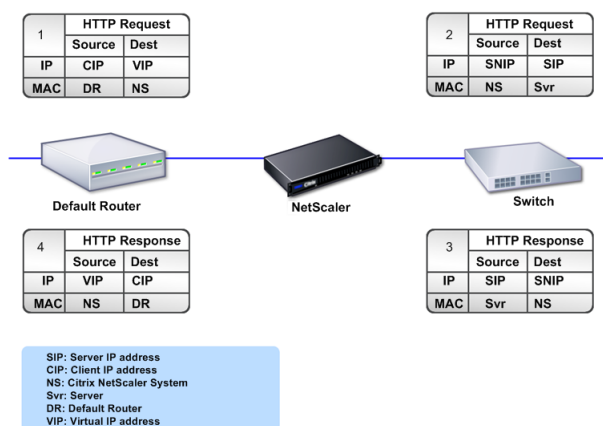 1 HTTP Request
Source Dest
IP CIP VIP
MAC DR NS
2 HTTP Request
Source Dest
IP SNIP SIP
MAC NS Svr
Default Router
NetScaler
Switch
4 HTTP Response
Source Dest
IP VIP CIP
MAC NS DR
3 HTTP Response
Source Dest
IP SIP SNIP
MAC Svr NS
SIP: Server IP address
CIP: Client IP address
NS: Citrix NetScaler System
Svr: Server
DR: Default Router
VIP: Virtual IP address